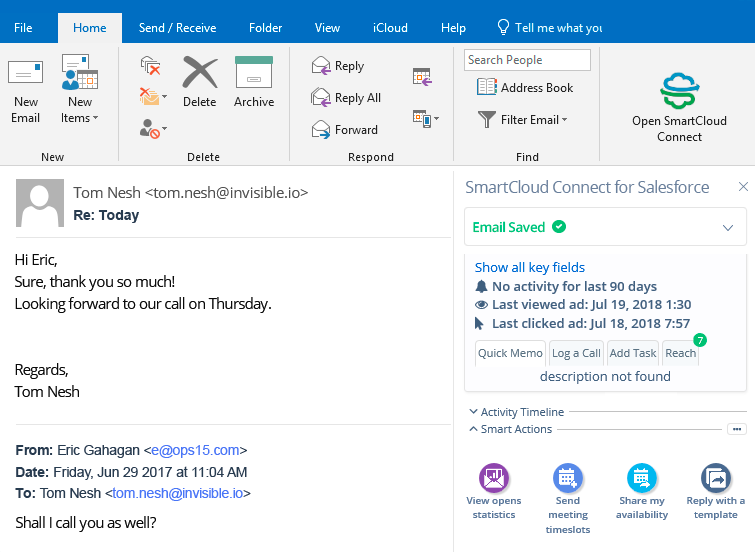 File Home Send / Receive Folder View iCloud Help Tell me what you
New Email
New Items
New
Delete
Archive
Delete
Reply
Reply All
Forward
Respond
Search People
Address Book
Filter Email
Find
Open SmartCloud
Connect
Tom Nesh <tom.nesh@invisible.io>
Re: Today
Hi Eric,
Sure, thank you so much!
Looking forward to our call on Thursday.
Regards,
Tom Nesh
From: Eric Gahagan <e@ops15.com>
Date: Friday, Jun 29 2017 at 11:04 AM
To: Tom Nesh <tom.nesh@invisible.io>
Shall I call you as well?
SmartCloud Connect for Salesforce
Email Saved
Show all key fields
No activity for last 90 days
Last viewed ad: Jul 19, 2018 1:30
Last clicked ad: Jul 18, 2018 7:57
Quick Memo Log a Call Add Task Reach 7
description not found
Activity Timeline
Smart Actions
View opens
statistics
Send
meeting
timeslots
Share my
availability
Reply with a
template